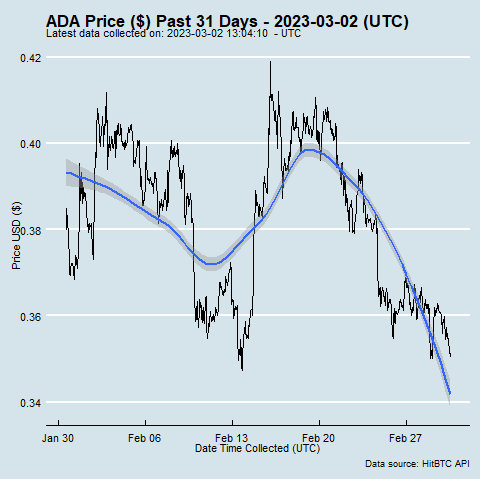 ADA Price ($) Past 31 Days - 2023-03-02 (UTC)
Latest data collected on: 2023-03-02 13:04:10  - UTC
0.42
0.40
0.38
0.36
0.34
Price USD ($)
Jan 30
Feb 06
Feb 13
Feb 20
Feb 27
Date Time Collected (UTC)
Data source: HitBTC API